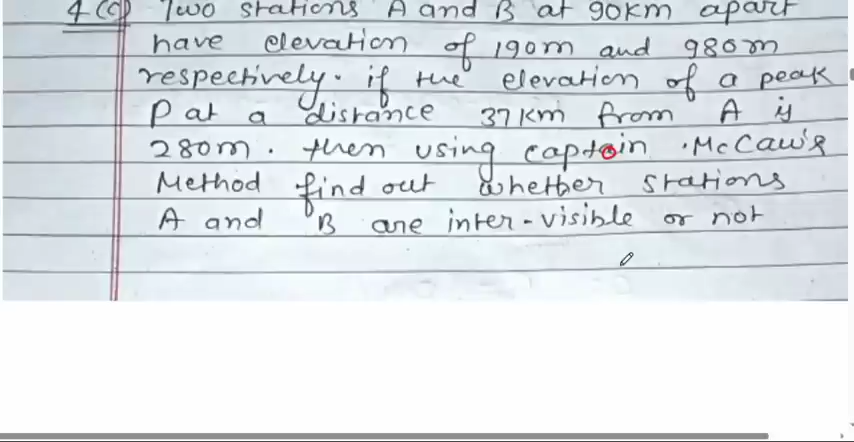 4 (c) Two stations A and B at 90km apart
have elevation of 190m and 980m
respectively. if the elevation of a peak
P at a distance 37km from A is
280m. then using captain McCaw's
Method find out whether stations
A and B are inter-visible or not